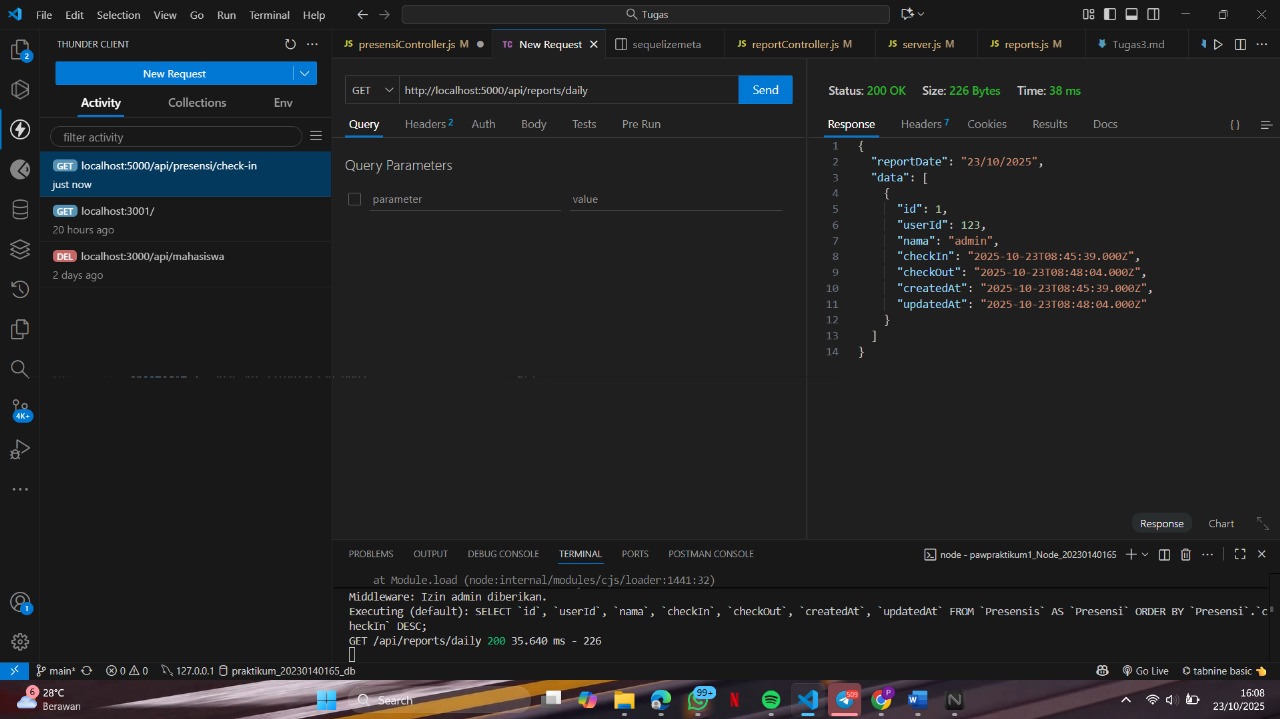 File Edit Selection View Go Run Terminal Help
Tugas
2
THUNDER CLIENT
New Request
Activity Collections Env
filter activity
GET localhost:5000/api/presensi/check-in
just now
GET localhost:3001/
20 hours ago
DEL localhost:3000/api/mahasiswa
2 days ago
4K+
1
JS presensiController.js M
TC New Request
sequelizemeta
JS reportController.js M
JS server.js M
JS reports.js M
Tugas3.md
GET http://localhost:5000/api/reports/daily Send
Query Headers 2 Auth Body Tests Pre Run
Query Parameters
parameter value
Status: 200 OK Size: 226 Bytes Time: 38 ms
Response Headers 7 Cookies Results Docs { }
1 {
2 "reportDate": "23/10/2025",
3 "data": [
4 {
5 "id": 1,
6 "userId": 123,
7 "nama": "admin",
8 "checkIn": "2025-10-23T08:45:39.000Z",
9 "checkOut": "2025-10-23T08:48:04.000Z",
10 "createdAt": "2025-10-23T08:45:39.000Z",
11 "updatedAt": "2025-10-23T08:48:04.000Z"
12 }
13 ]
14 }
Response Chart
PROBLEMS OUTPUT DEBUG CONSOLE TERMINAL PORTS POSTMAN CONSOLE
node - pawpraktikum1_Node_20230140165
at Module.load (node:internal/modules/cjs/loader:1441:32)
Middleware: Izin admin diberikan.
Executing (default): SELECT `id`, `userId`, `nama`, `checkIn`, `checkOut`, `createdAt`, `updatedAt` FROM `Presensis` AS `Presensi` ORDER BY `Presensi`.`c
heckIn` DESC;
GET /api/reports/daily 200 35.640 ms - 226
main* 0 0 127.0.0.1 praktikum_20230140165_db Go Live tabnine basic
6
28°C
Berawan
Search
99+
509
P
16:08
23/10/2025